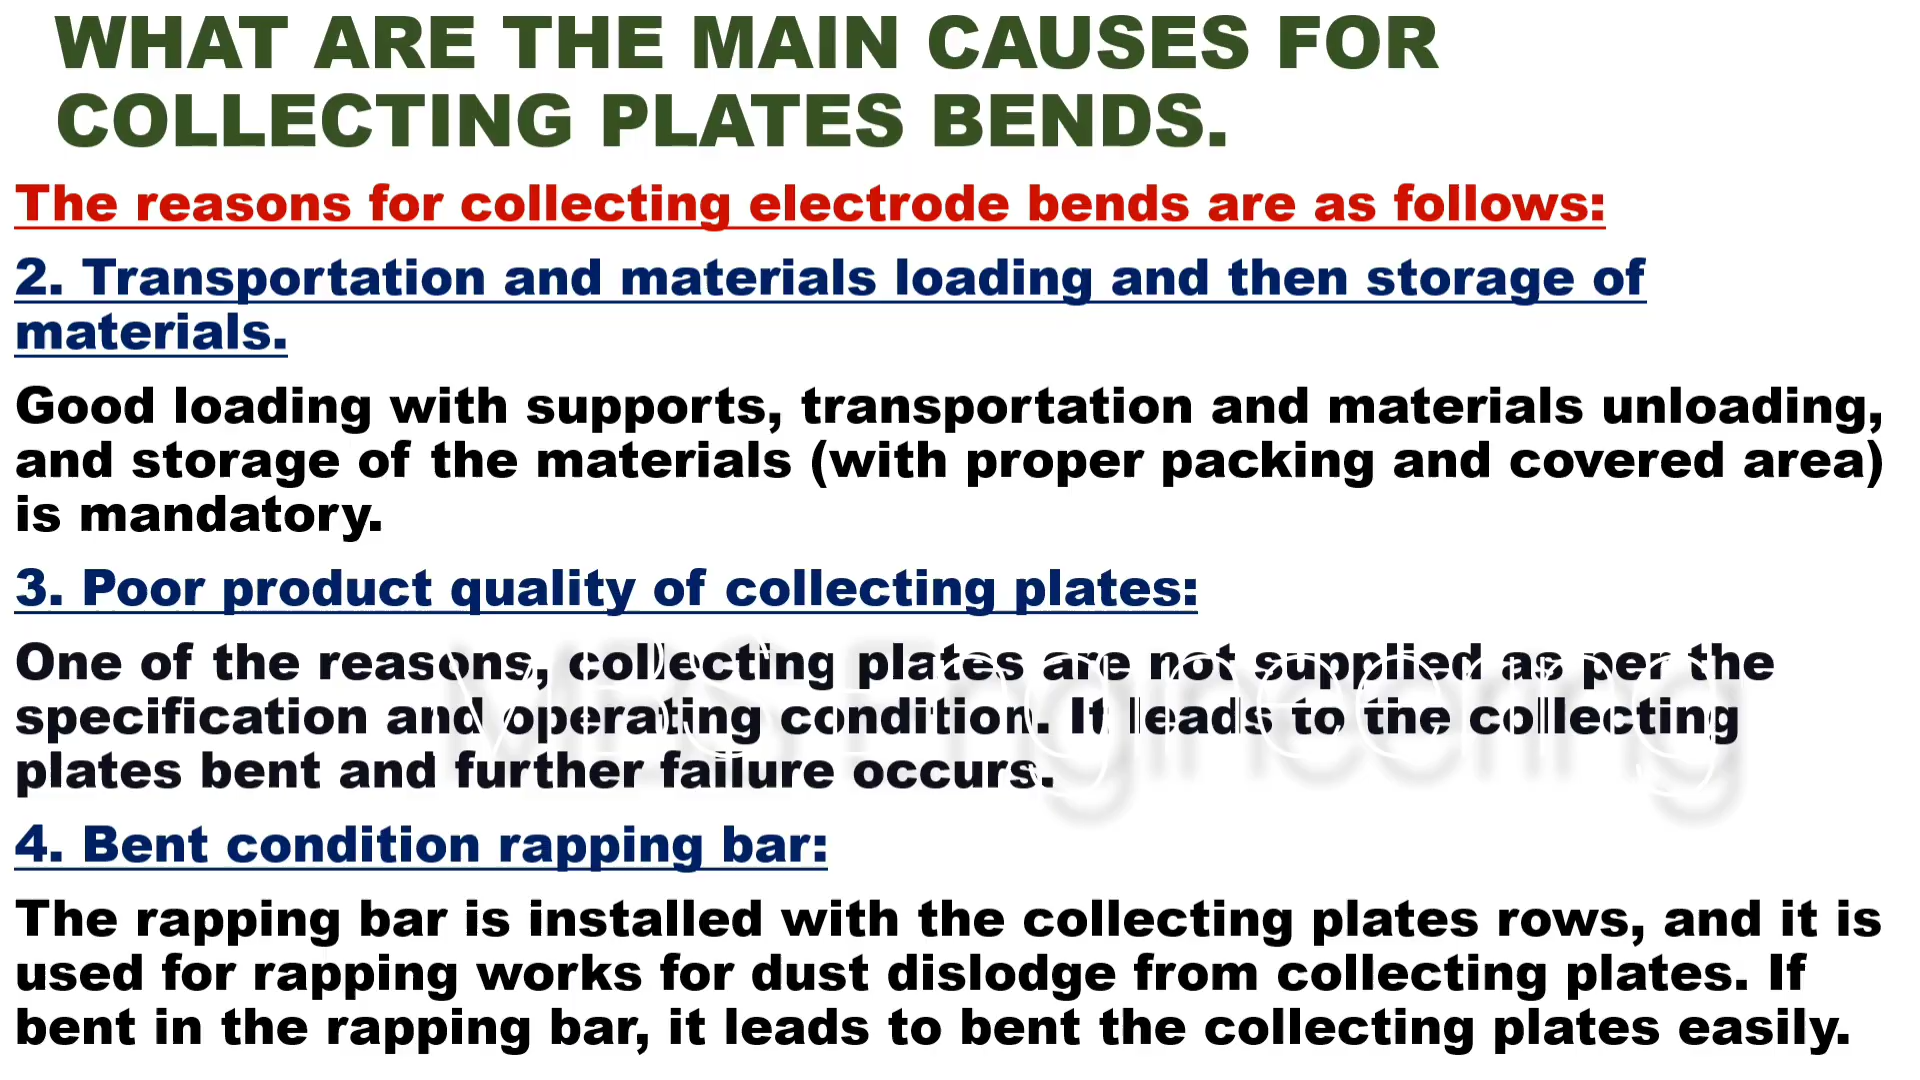 WHAT ARE THE MAIN CAUSES FOR
COLLECTING PLATES BENDS.
The reasons for collecting electrode bends are as follows:
2. Transportation and materials loading and then storage of
materials.
Good loading with supports, transportation and materials unloading,
and storage of the materials (with proper packing and covered area)
is mandatory.
3. Poor product quality of collecting plates:
One of the reasons, collecting plates are not supplied as per the
specification and operating condition. It leads to the collecting
plates bent and further failure occurs.
4. Bent condition rapping bar:
The rapping bar is installed with the collecting plates rows, and it is
used for rapping works for dust dislodge from collecting plates. If
bent in the rapping bar, it leads to bent the collecting plates easily.